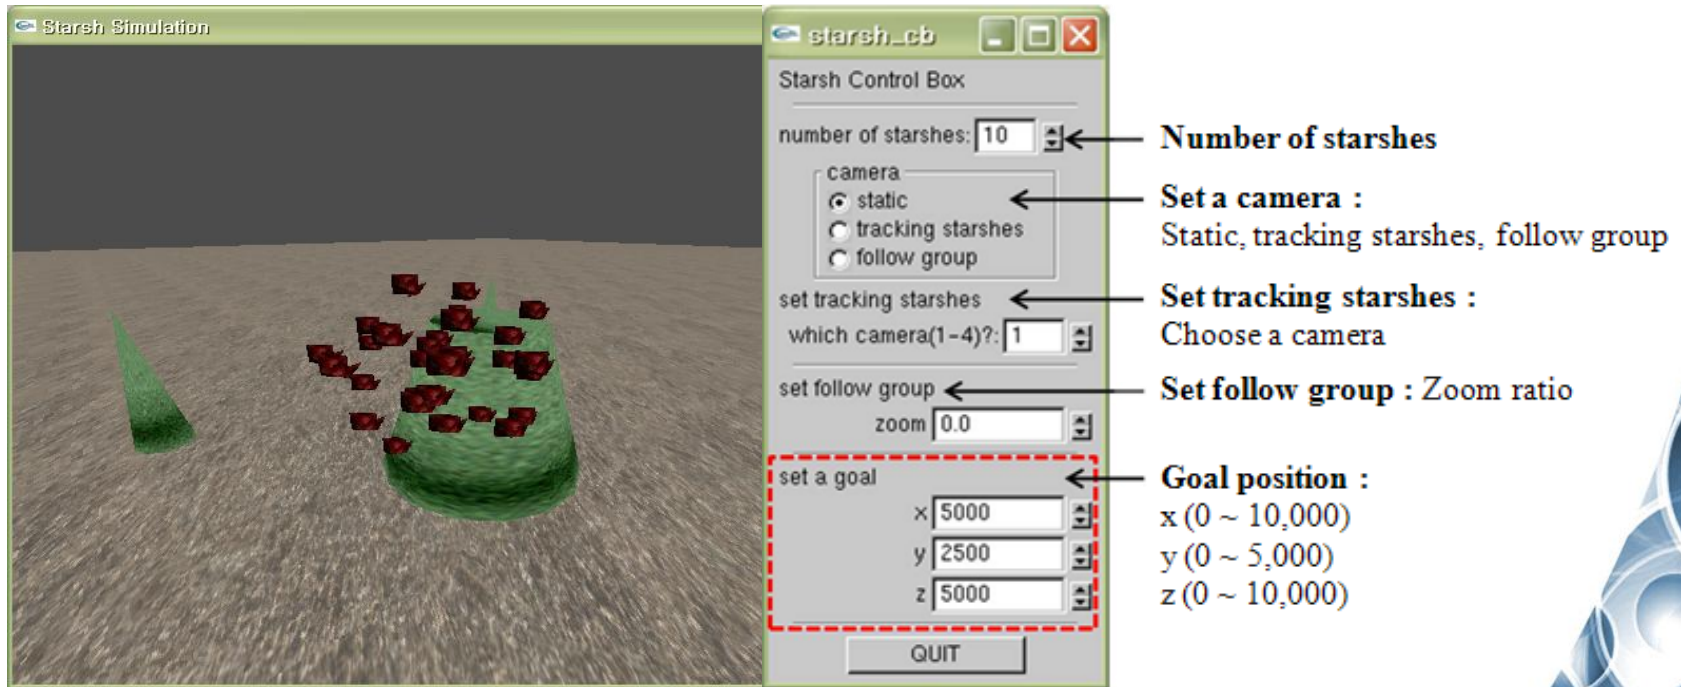 Starsh Simulation
starsh_cb
Starsh Control Box
number of starshes: 10
camera
static
tracking starshes
follow group
set tracking starshes
which camera(1-4)?: 1
set follow group
zoom 0.0
set a goal
x 5000
y 2500
z 5000
QUIT
Number of starshes
Set a camera :
Static, tracking starshes, follow group
Set tracking starshes :
Choose a camera
Set follow group : Zoom ratio
Goal position :
x (0 ~ 10,000)
y (0 ~ 5,000)
z (0 ~ 10,000)